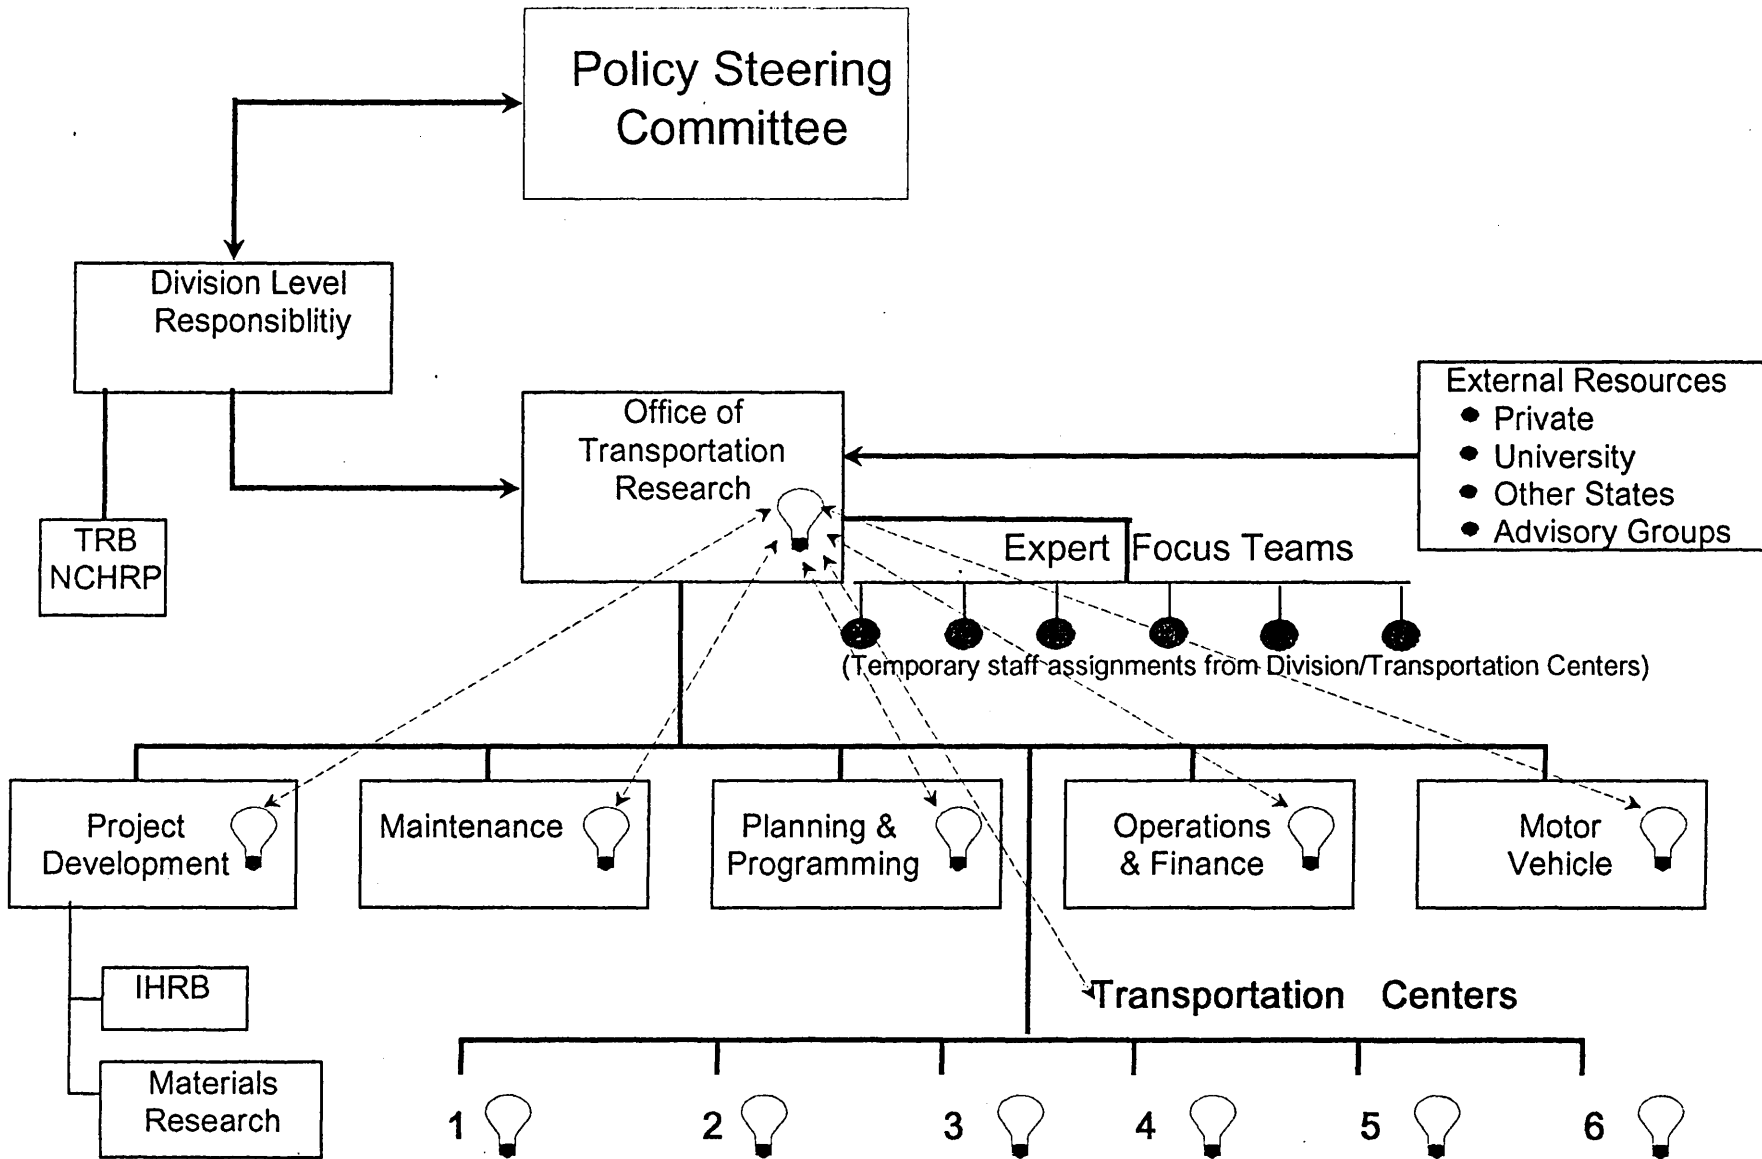 Policy Steering
Committee
Division Level
Responsiblitiy
Office of
Transportation
Research
External Resources
Private
University
Other States
Advisory Groups
TRB
NCHRP
Expert Focus Teams
(Temporary staff assignments from Division/Transportation Centers)
Project
Development
Maintenance
Planning &
Programming
Operations
& Finance
Motor
Vehicle
IHRB
Materials
Research
Transportation Centers
1 2 3 4 5 6